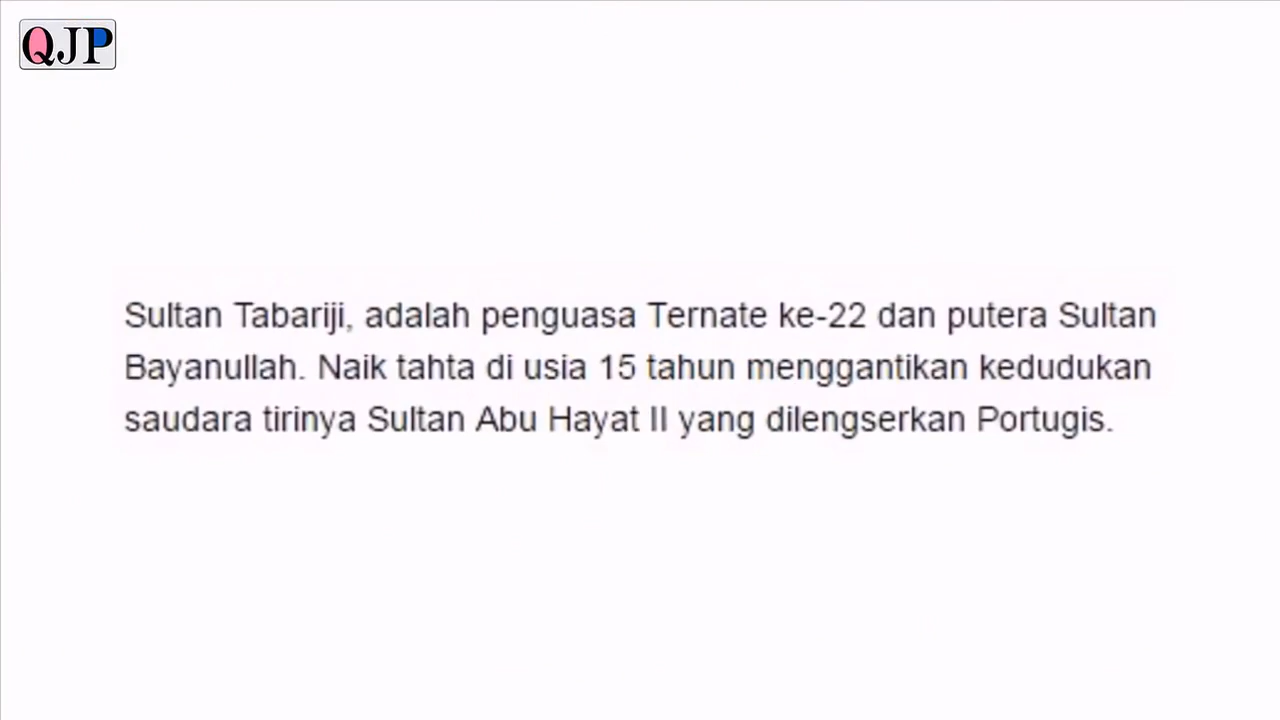 QJP
Sultan Tabariji, adalah penguasa Ternate ke-22 dan putera Sultan
Bayanullah. Naik tahta di usia 15 tahun menggantikan kedudukan
saudara tirinya Sultan Abu Hayat II yang dilengserkan Portugis.